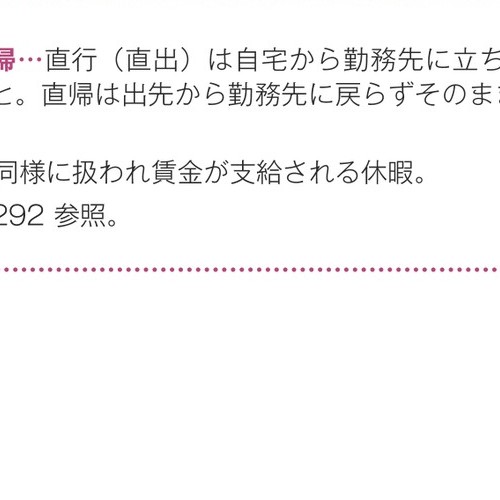 帰…直行（直出）は自宅から勤務先に立ち
と。直帰は出先から勤務先に戻らずそのまま
同様に扱われ賃金が支給される休暇。
292 参照。